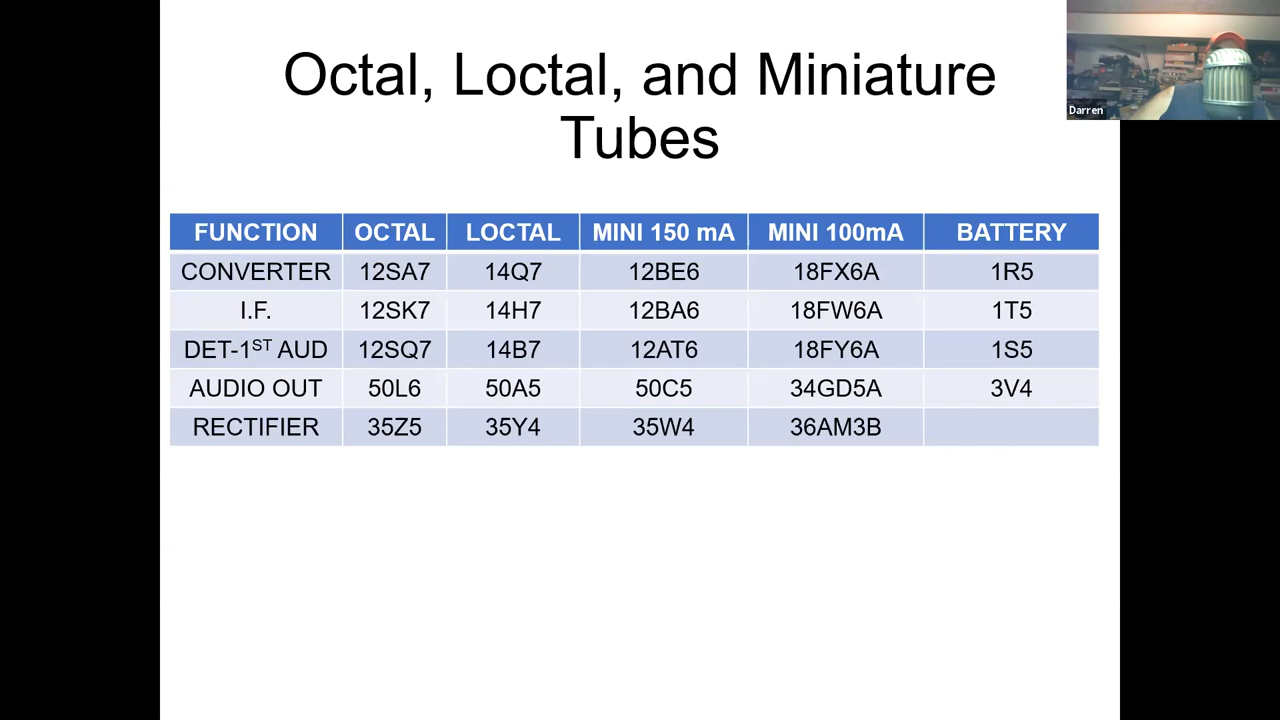 Octal, Loctal, and Miniature
Tubes
Darren
FUNCTION OCTAL LOCTAL MINI 150 mA MINI 100mA BATTERY
CONVERTER 12SA7 14Q7 12BE6 18FX6A 1R5
I.F. 12SK7 14H7 12BA6 18FW6A 1T5
DET-1ST AUD 12SQ7 14B7 12AT6 18FY6A 1S5
AUDIO OUT 50L6 50A5 50C5 34GD5A 3V4
RECTIFIER 35Z5 35Y4 35W4 36AM3B